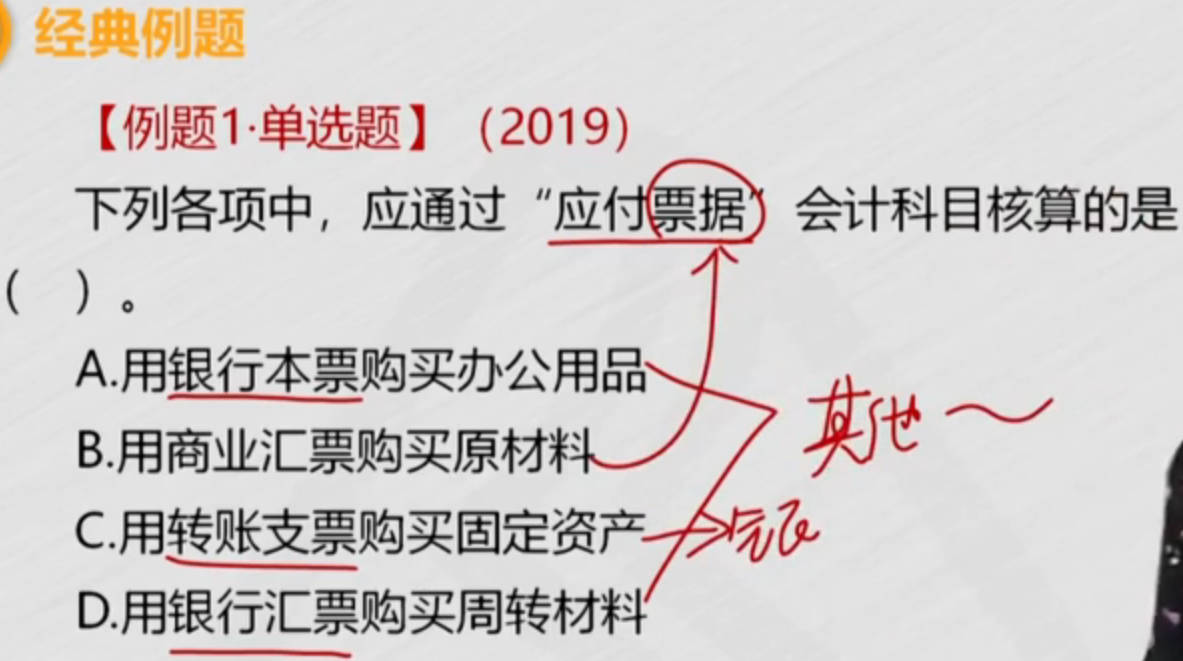 经典例题
【例题1·单选题】（2019）
下列各项中，应通过“应付票据”会计科目核算的是
（ ）。
A.用银行本票购买办公用品
B.用商业汇票购买原材料
其他
C.用转账支票购买固定资产
D.用银行汇票购买周转材料